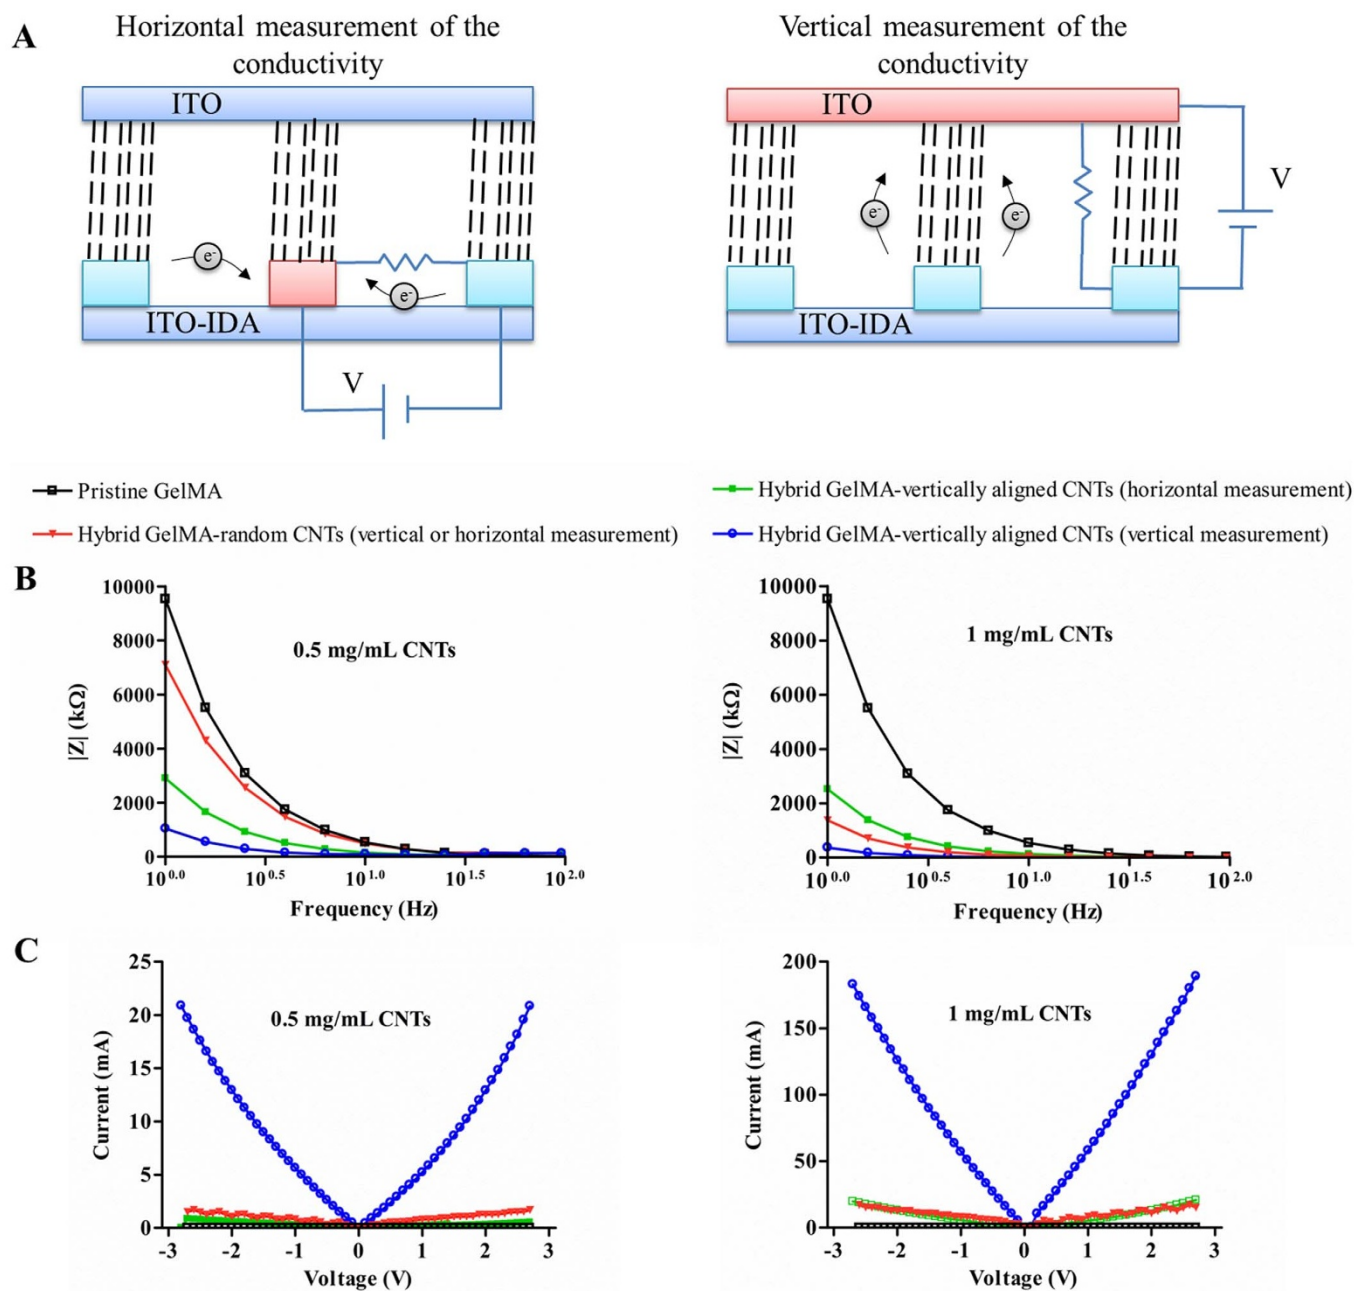 A
Horizontal measurement of the
conductivity
ITO
e-
e-
ITO-IDA
V
Vertical measurement of the
conductivity
ITO
e-
e-
V
ITO-IDA
Pristine GelMA
Hybrid GelMA-random CNTs (vertical or horizontal measurement)
Hybrid GelMA-vertically aligned CNTs (horizontal measurement)
Hybrid GelMA-vertically aligned CNTs (vertical measurement)
B
10000
8000
6000
4000
2000
0
|Z| (kΩ)
0.5 mg/mL CNTs
10^0.0 10^0.5 10^1.0 10^1.5 10^2.0
Frequency (Hz)
10000
8000
6000
4000
2000
0
|Z| (kΩ)
1 mg/mL CNTs
10^0.0 10^0.5 10^1.0 10^1.5 10^2.0
Frequency (Hz)
C
25
20
15
10
5
0
Current (mA)
0.5 mg/mL CNTs
-3 -2 -1 0 1 2 3
Voltage (V)
200
150
100
50
0
Current (mA)
1 mg/mL CNTs
-3 -2 -1 0 1 2 3
Voltage (V)